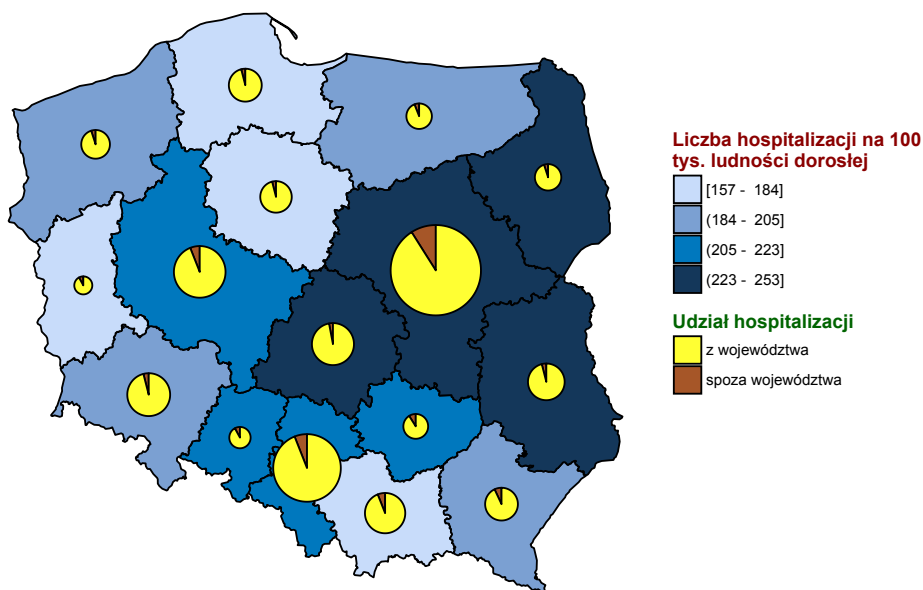 Liczba hospitalizacji na 100
tys. ludności dorosłej
[157 - 184]
(184 - 205]
(205 - 223]
(223 - 253]
Udział hospitalizacji
z województwa
spoza województwa